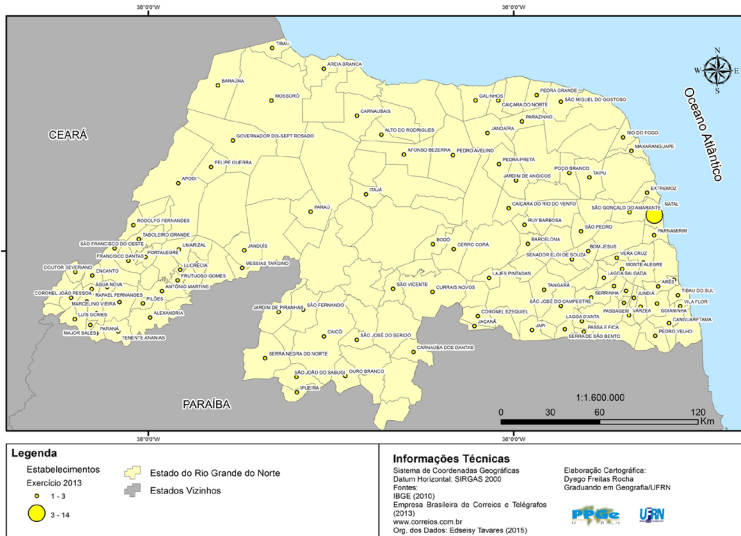 38°0'0"W
36°0'0"W
TIBAU
AREIA BRANCA
BARAÚNA
MOSSORÓ
CARNAUBAIS
GALINHOS
PEDRA GRANDE
CAIÇARA DO NORTE
SÃO MIGUEL DO GOSTOSO
Oceano Atlântico
CEARÁ
GOVERNADOR DIX-SEPT ROSADO
ALTO DO RODRIGUES
JANDAÍRA
PARAZINHO
RIO DO FOGO
MAXARANGUAPE
FELIPE GUERRA
AFONSO BEZERRA
PEDRO AVELINO
PEDRA PRETA
POÇO BRANCO
TAIPU
APODI
JARDIM DE ANGICOS
ITAJÁ
EXTREMOZ
PARAÚ
CAIÇARA DO RIO DO VENTO
SÃO GONÇALO DO AMARANTE
NATAL
RODOLFO FERNANDES
RUY BARBOSA
SÃO PEDRO
PARNAMIRIM
TABOLEIRO GRANDE
SÃO FRANCISCO DO OESTE
UMARIZAL
JANDUÍS
BODÓ
CERRO CORÁ
BARCELONA
BOM JESUS
FRANCISCO DANTAS
PORTALEGRE
SENADOR ELOI DE SOUZA
VERA CRUZ
MONTE ALEGRE
DOUTOR SEVERIANO
ENCANTO
LUCRÉCIA
MESSIAS TARGINO
LAJES PINTADAS
LAGOA SALGADA
ÁGUA NOVA
FRUTUOSO GOMES
ARÊS
CORONEL JOÃO PESSOA
RAFAEL FERNANDES
ANTÔNIO MARTINS
SÃO VICENTE
CURRAIS NOVOS
TANGARÁ
SERRINHA
JUNDIÁ
TIBAU DO SUL
MARCELINO VIEIRA
PILÕES
JARDIM DE PIRANHAS
SÃO FERNANDO
SÃO JOSÉ DO CAMPESTRE
VILA FLOR
LUIS GOMES
ALEXANDRIA
CORONEL EZEQUIEL
LAGOA D'ANTA
PASSAGEM
VÁRZEA
GOIANINHA
MAJOR SALES
PARANÁ
JAÇANÃ
JAPI
PASSA E FICA
CANGUARETAMA
TENENTE ANANIAS
CAICÓ
SÃO JOSÉ DO SERIDÓ
SERRA DE SÃO BENTO
PEDRO VELHO
SERRA NEGRA DO NORTE
CARNAÚBA DOS DANTAS
SÃO JOÃO DO SABUGI
OURO BRANCO
IPUEIRA
PARAÍBA
N
W
E
S
1:1.600.000
0 30 60 120
Km
38°0'0"W
36°0'0"W
Legenda
Estabelecimentos
Exercício 2013
1 - 3
3 - 14
Estado do Rio Grande do Norte
Estados Vizinhos
Informações Técnicas
Sistema de Coordenadas Geográficas
Datum Horizontal: SIRGAS 2000
Fontes:
IBGE (2010)
Empresa Brasileira de Correios e Telégrafos
(2013)
www.correios.com.br
Org. dos Dados: Edseisy Tavares (2015)
Elaboração Cartográfica:
Dyego Freitas Rocha
Graduando em Geografia/UFRN
PPGe
UFRN
UFRN